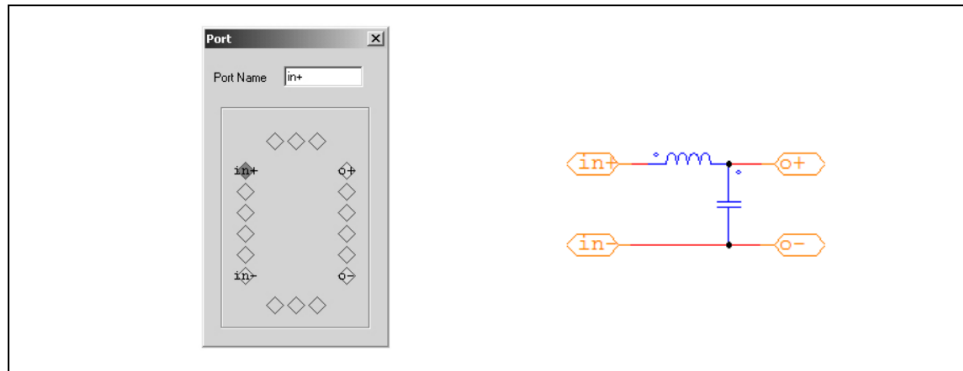 Port
Port Name in+
in+ o+
in- o-
in+ o+
in- o-